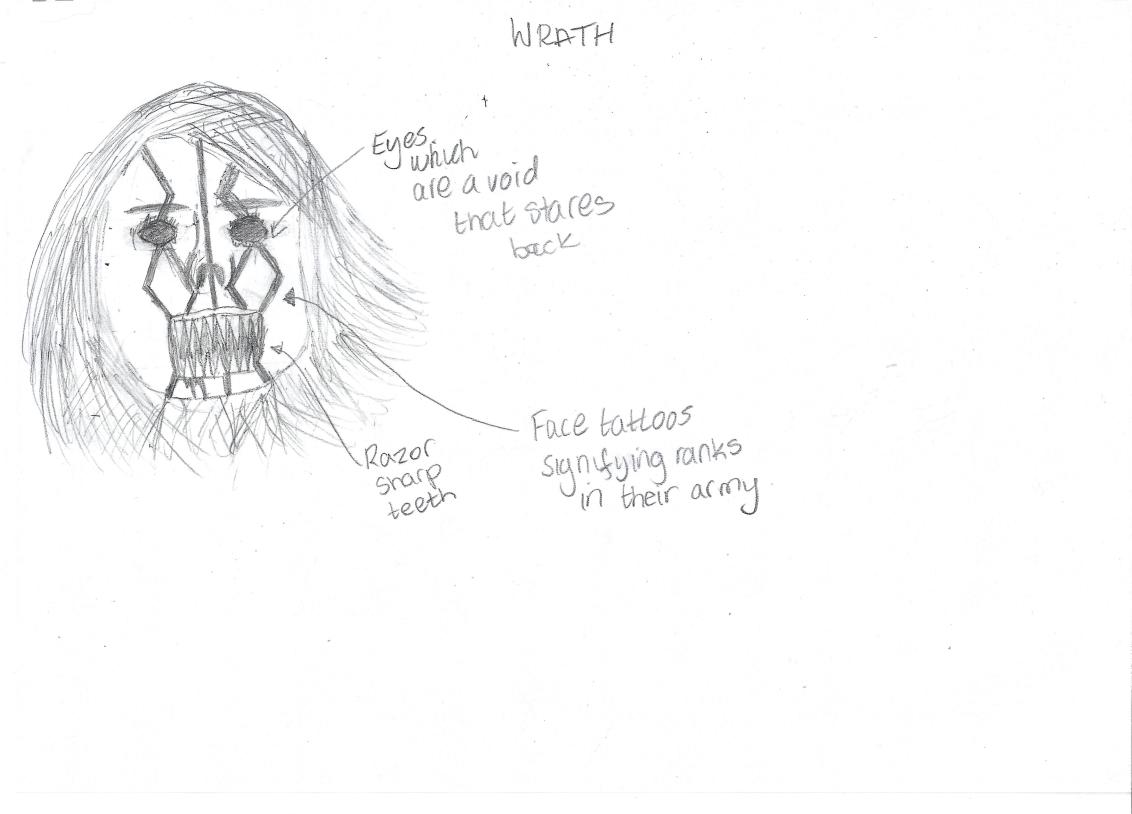 WRATH
Eyes
which
are a void
that stares
back
Face tattoos
signifying ranks
in their army
Razor
sharp
teeth